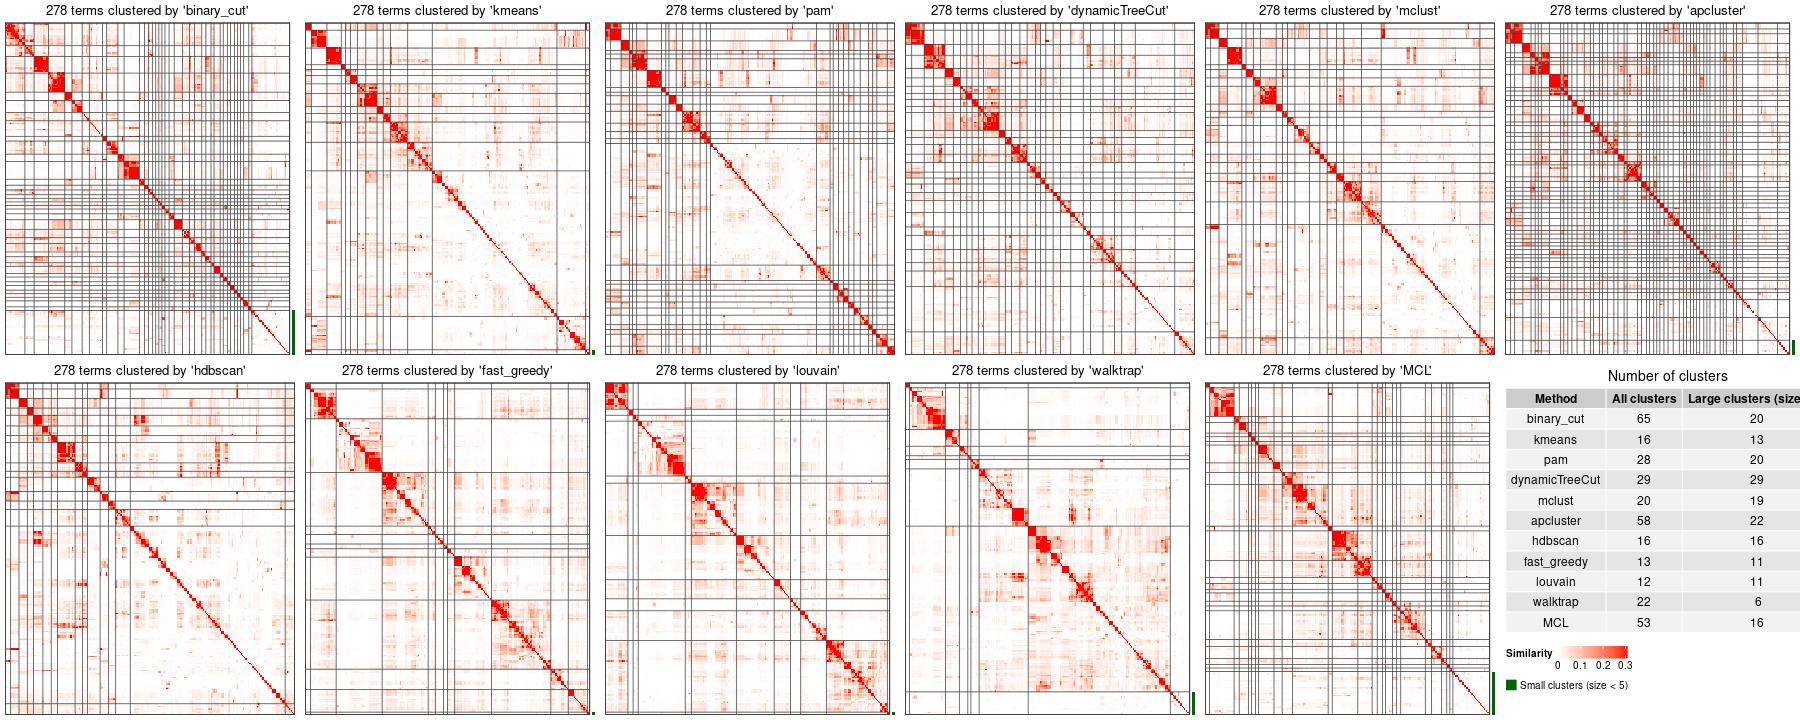 278 terms clustered by 'binary_cut'
278 terms clustered by 'kmeans'
278 terms clustered by 'pam'
278 terms clustered by 'dynamicTreeCut'
278 terms clustered by 'mclust'
278 terms clustered by 'apcluster'
278 terms clustered by 'hdbscan'
278 terms clustered by 'fast_greedy'
278 terms clustered by 'louvain'
278 terms clustered by 'walktrap'
278 terms clustered by 'MCL'
Number of clusters
Method All clusters Large clusters (size
binary_cut 65 20
kmeans 16 13
pam 28 20
dynamicTreeCut 29 29
mclust 20 19
apcluster 58 22
hdbscan 16 16
fast_greedy 13 11
louvain 12 11
walktrap 22 6
MCL 53 16
Similarity
0 0.1 0.2 0.3
Small clusters (size < 5)